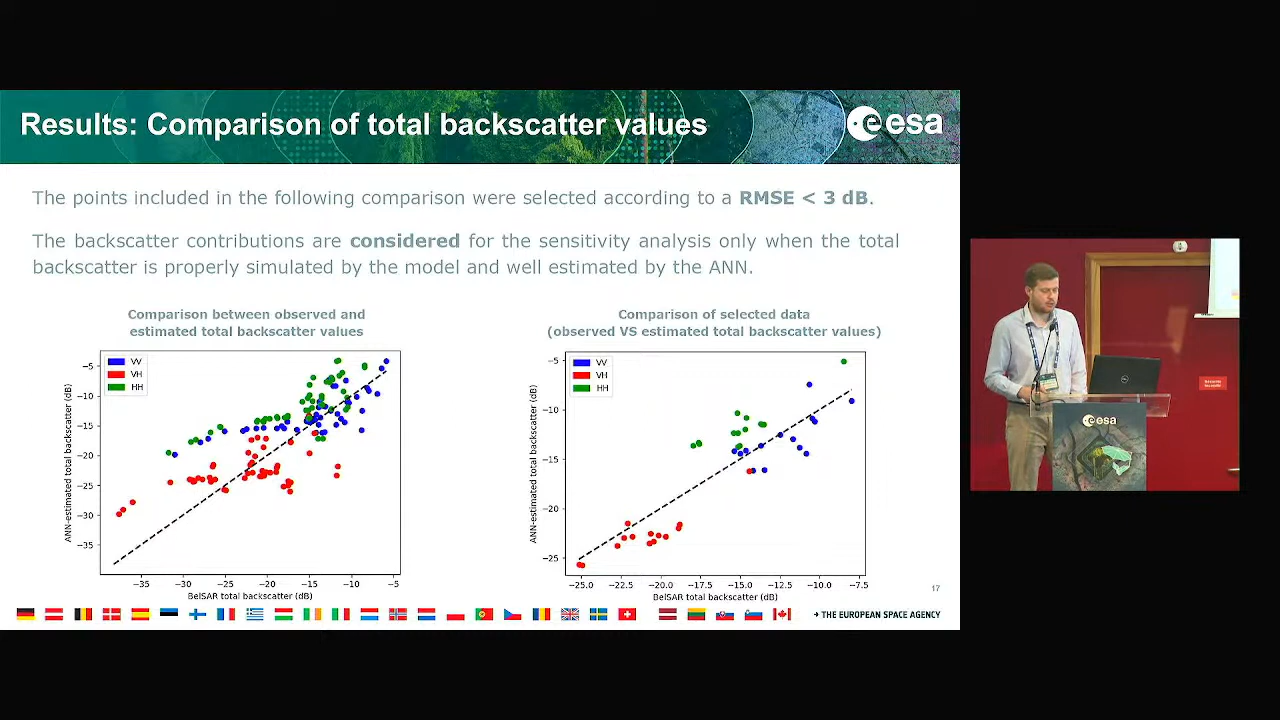 Results: Comparison of total backscatter values
esa
The points included in the following comparison were selected according to a RMSE < 3 dB.
The backscatter contributions are considered for the sensitivity analysis only when the total
backscatter is properly simulated by the model and well estimated by the ANN.
Comparison between observed and
estimated total backscatter values
VV
VH
HH
ANN-estimated total backscatter (dB)
−5
−10
−15
−20
−25
−30
−35
−35 −30 −25 −20 −15 −10 −5
BelSAR total backscatter (dB)
Comparison of selected data
(observed VS estimated total backscatter values)
VV
VH
HH
ANN-estimated total backscatter (dB)
−5
−10
−15
−20
−25
−25.0 −22.5 −20.0 −17.5 −15.0 −12.5 −10.0 −7.5
BelSAR total backscatter (dB)
17
→ THE EUROPEAN SPACE AGENCY
esa